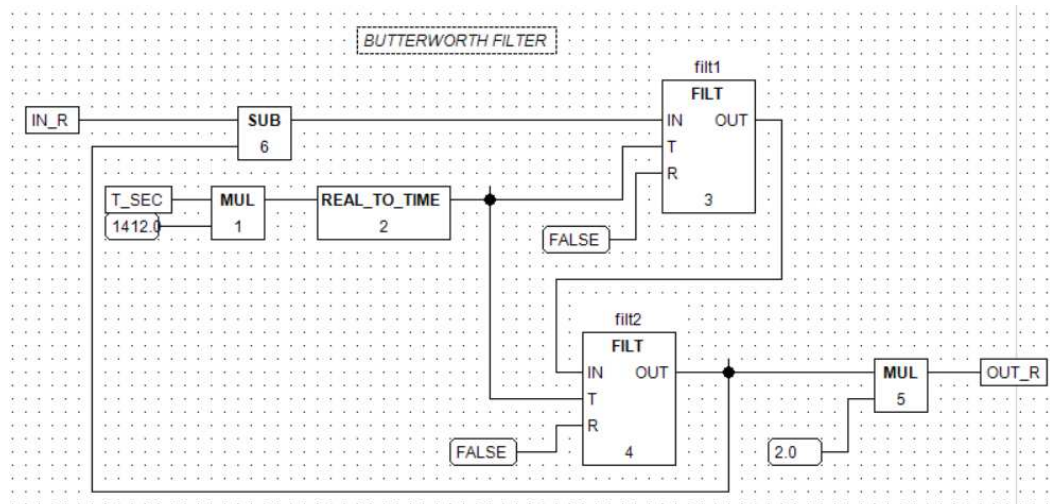 BUTTERWORTH FILTER
filt1
FILT
IN_R
SUB
IN OUT
6
T
T_SEC
MUL
REAL_TO_TIME
R
1412.0
1
2
3
FALSE
filt2
FILT
IN OUT
MUL
OUT_R
T
5
R
FALSE
4
2.0